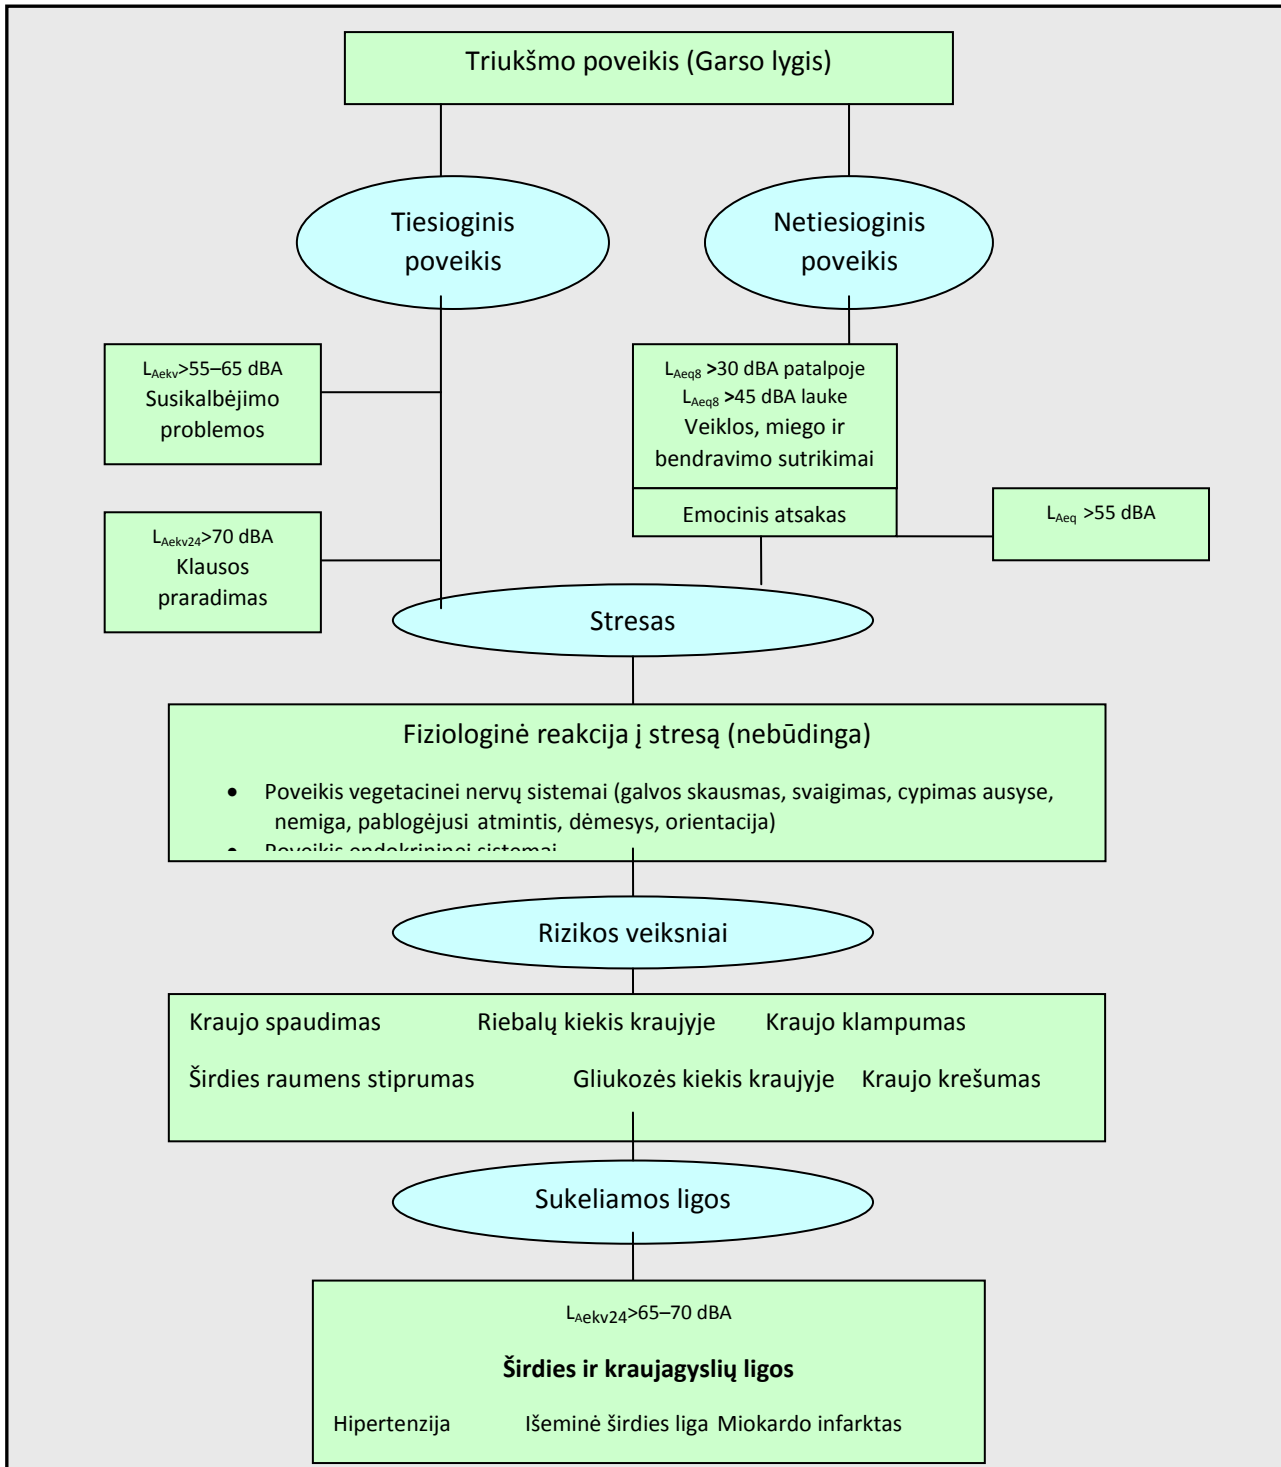 Triukšmo poveikis (Garso lygis)
Tiesioginis
poveikis
Netiesioginis
poveikis
LAekv>55–65 dBA
Susikalbėjimo
problemos
LAeq8 >30 dBA patalpoje
LAeq8 >45 dBA lauke
Veiklos, miego ir
bendravimo sutrikimai
Emocinis atsakas
LAeq >55 dBA
LAekv24>70 dBA
Klausos
praradimas
Stresas
Fiziologinė reakcija į stresą (nebūdinga)
• Poveikis vegetacinei nervų sistemai (galvos skausmas, svaigimas, cypimas ausyse,
nemiga, pablogėjusi atmintis, dėmesys, orientacija)
• Poveikis endokrininei sistemai
Rizikos veiksniai
Kraujo spaudimas Riebalų kiekis kraujyje Kraujo klampumas
Širdies raumens stiprumas Gliukozės kiekis kraujyje Kraujo krešumas
Sukeliamos ligos
LAekv24>65–70 dBA
Širdies ir kraujagyslių ligos
Hipertenzija Išeminė širdies liga Miokardo infarktas